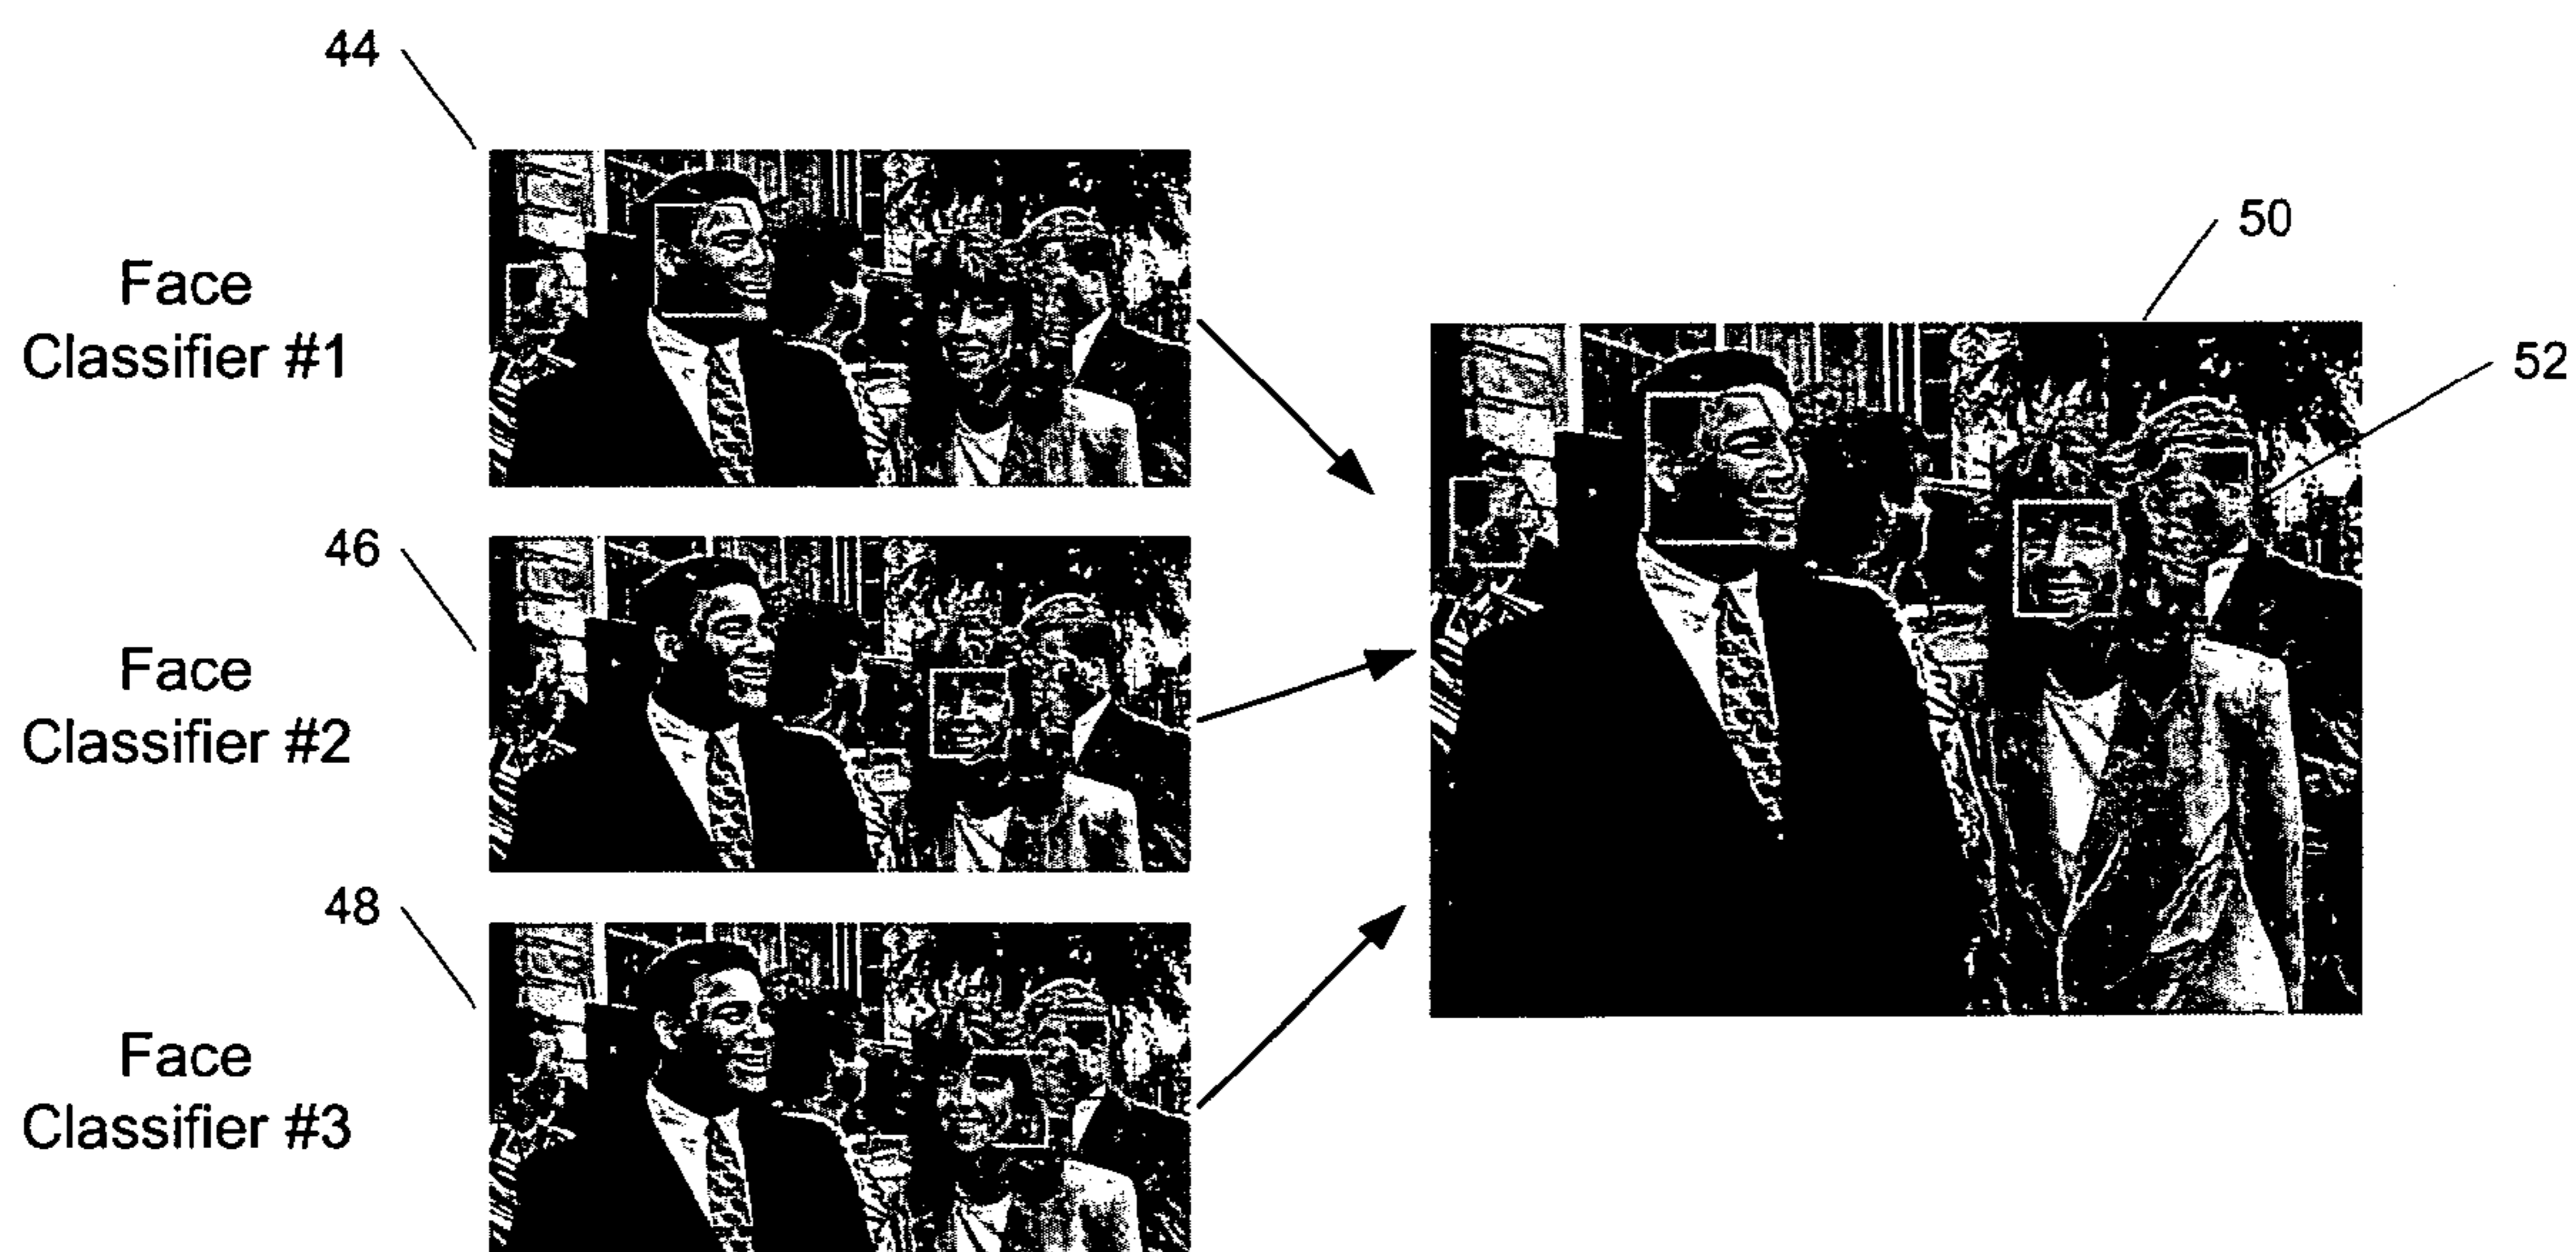 44
Face
Classifier #1
46
Face
Classifier #2
48
Face
Classifier #3
50
52